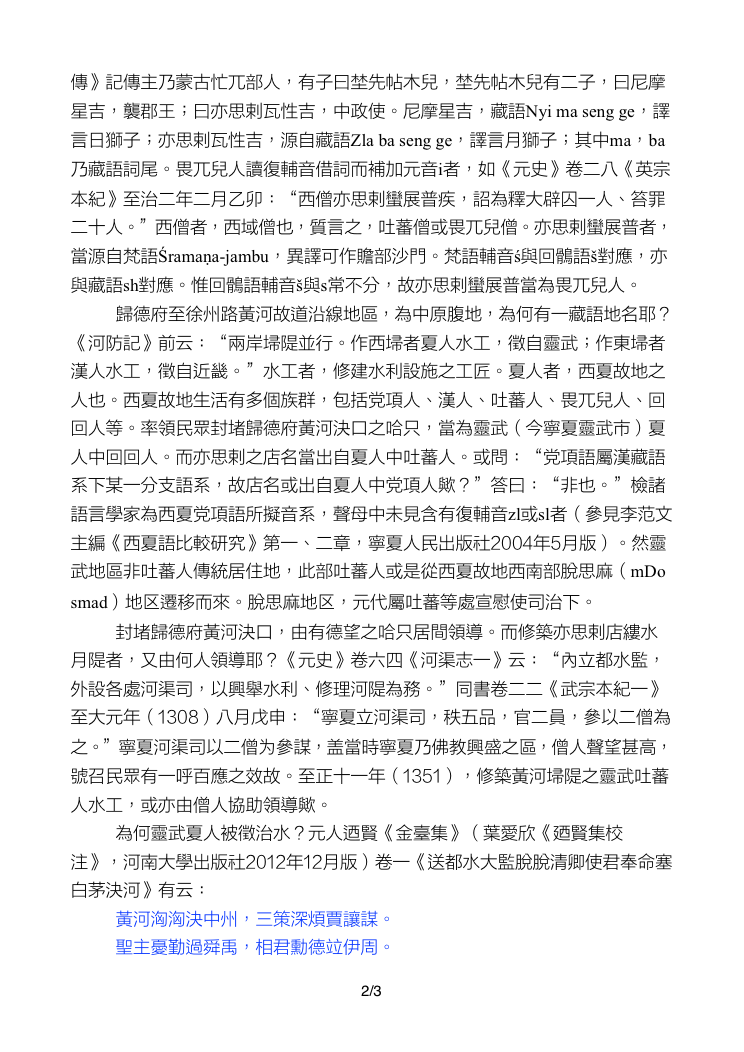 傳》記傳主乃蒙古忙兀部人，有子曰埜先帖木兒，埜先帖木兒有二子，曰尼摩
星吉，襲郡王；曰亦思剌瓦性吉，中政使。尼摩星吉，藏語Nyi ma seng ge，譯
言日獅子；亦思剌瓦性吉，源自藏語Zla ba seng ge，譯言月獅子；其中ma，ba
乃藏語詞尾。畏兀兒人讀復輔音借詞而補加元音i者，如《元史》卷二八《英宗
本紀》至治二年二月乙卯：“西僧亦思剌蠻展普疾，詔為釋大辟囚一人、笞罪
二十人。”西僧者，西域僧也，質言之，吐蕃僧或畏兀兒僧。亦思剌蠻展普者，
當源自梵語Śramaṇa-jambu，異譯可作贍部沙門。梵語輔音ś與回鶻語š對應，亦
與藏語sh對應。惟回鶻語輔音š與s常不分，故亦思剌蠻展普當為畏兀兒人。
歸德府至徐州路黃河故道沿線地區，為中原腹地，為何有一藏語地名耶？
《河防記》前云：“兩岸埽隄並行。作西埽者夏人水工，徵自靈武；作東埽者
漢人水工，徵自近畿。”水工者，修建水利設施之工匠。夏人者，西夏故地之
人也。西夏故地生活有多個族群，包括党項人、漢人、吐蕃人、畏兀兒人、回
回人等。率領民眾封堵歸德府黃河決口之哈只，當為靈武（今寧夏靈武市）夏
人中回回人。而亦思剌之店名當出自夏人中吐蕃人。或問：“党項語屬漢藏語
系下某一分支語系，故店名或出自夏人中党項人歟？”答曰：“非也。”檢諸
語言學家為西夏党項語所擬音系，聲母中未見含有復輔音zl或sl者（參見李范文
主編《西夏語比較研究》第一、二章，寧夏人民出版社2004年5月版）。然靈
武地區非吐蕃人傳統居住地，此部吐蕃人或是從西夏故地西南部脫思麻（mDo
smad）地区遷移而來。脫思麻地区，元代屬吐蕃等處宣慰使司治下。
封堵歸德府黃河決口，由有德望之哈只居間領導。而修築亦思剌店縷水
月隄者，又由何人領導耶？《元史》卷六四《河渠志一》云：“內立都水監，
外設各處河渠司，以興舉水利、修理河隄為務。”同書卷二二《武宗本紀一》
至大元年（1308）八月戊申：“寧夏立河渠司，秩五品，官二員，參以二僧為
之。”寧夏河渠司以二僧为參謀，盖當時寧夏乃佛教興盛之區，僧人聲望甚高，
號召民眾有一呼百應之效故。至正十一年（1351），修築黃河埽隄之靈武吐蕃
人水工，或亦由僧人協助領導歟。
為何靈武夏人被徵治水？元人迺賢《金臺集》（葉愛欣《廼賢集校
注》，河南大學出版社2012年12月版）卷一《送都水大監脫脫清卿使君奉命塞
白茅決河》有云：
黃河洶洶決中州，三策深煩賈讓謀。
聖主憂勤過舜禹，相君勳德竝伊周。
2/3